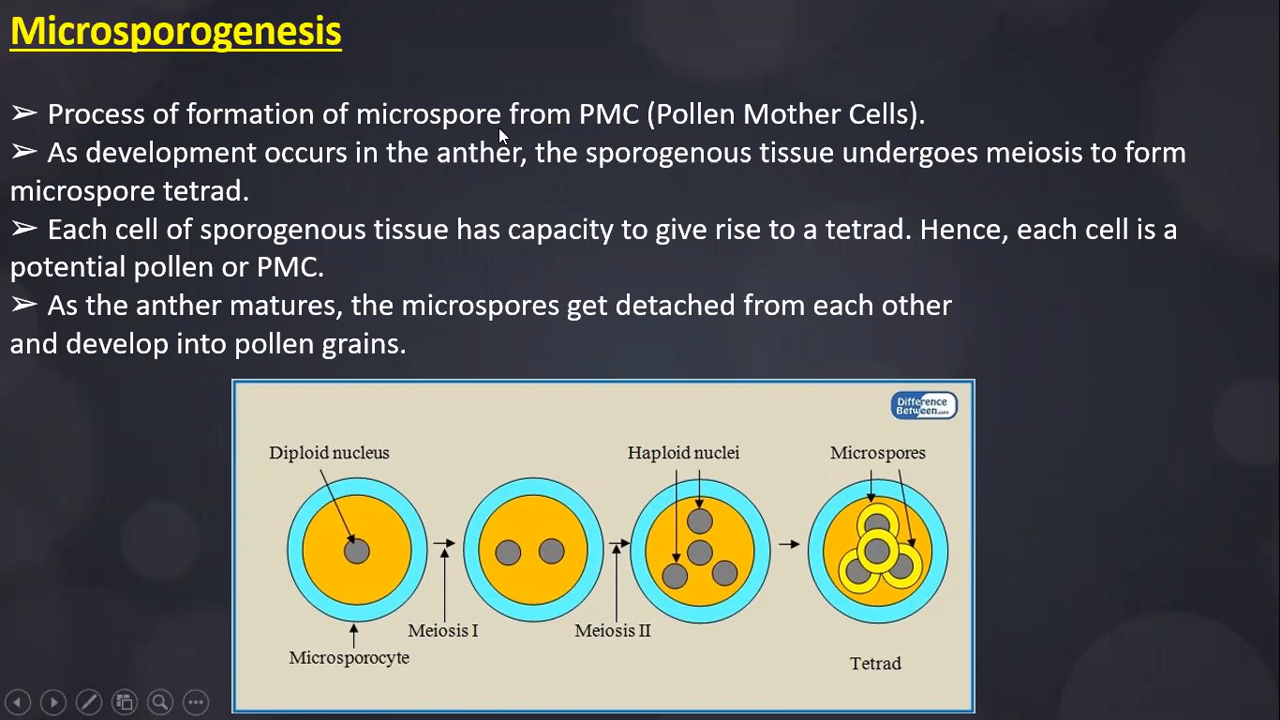 Microsporogenesis
➢ Process of formation of microspore from PMC (Pollen Mother Cells).
➢ As development occurs in the anther, the sporogenous tissue undergoes meiosis to form
microspore tetrad.
➢ Each cell of sporogenous tissue has capacity to give rise to a tetrad. Hence, each cell is a
potential pollen or PMC.
➢ As the anther matures, the microspores get detached from each other
and develop into pollen grains.
Difference
Between.com
Diploid nucleus
Haploid nuclei
Microspores
Meiosis I
Meiosis II
Microsporocyte
Tetrad